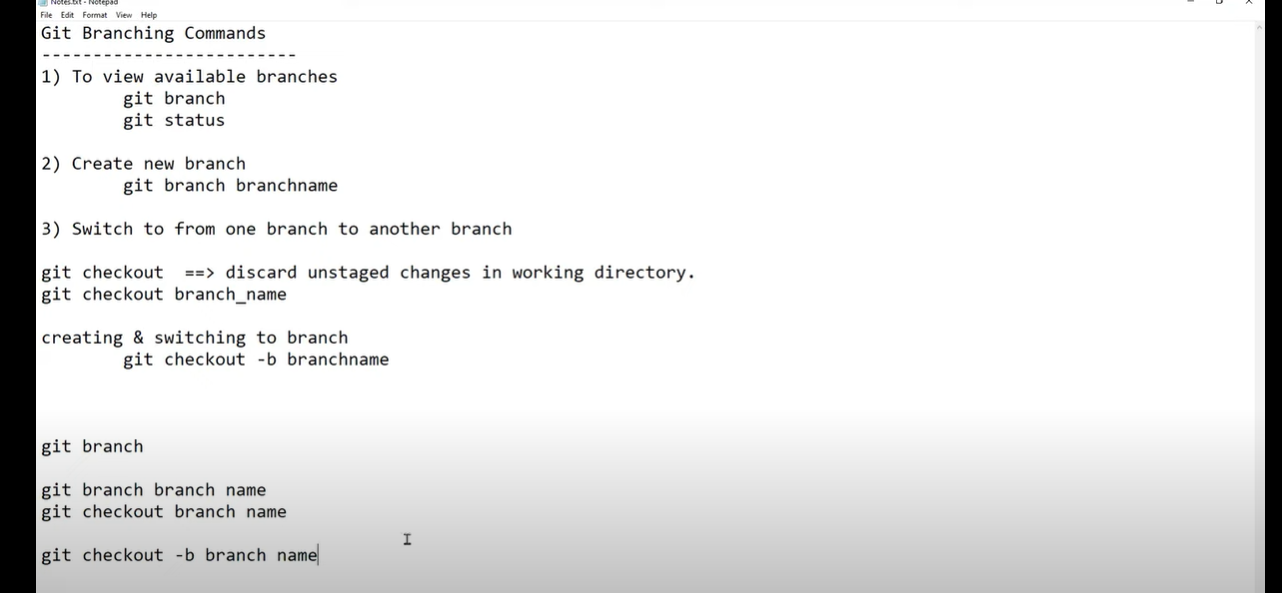 Notes.txt - Notepad
File Edit Format View Help
Git Branching Commands
-------------------------
1) To view available branches
git branch
git status
2) Create new branch
git branch branchname
3) Switch to from one branch to another branch
git checkout ==> discard unstaged changes in working directory.
git checkout branch_name
creating & switching to branch
git checkout -b branchname
git branch
git branch branch name
git checkout branch name
git checkout -b branch name